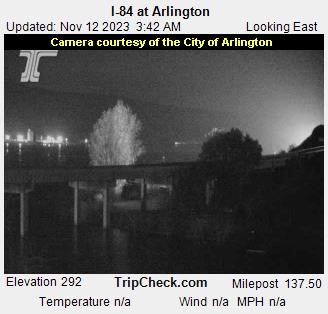 I-84 at Arlington
Updated: Nov 12 2023 3:42 AM Looking East
Camera courtesy of the City of Arlington
Elevation 292 TripCheck.com Milepost 137.50
Temperature n/a Wind n/a MPH n/a